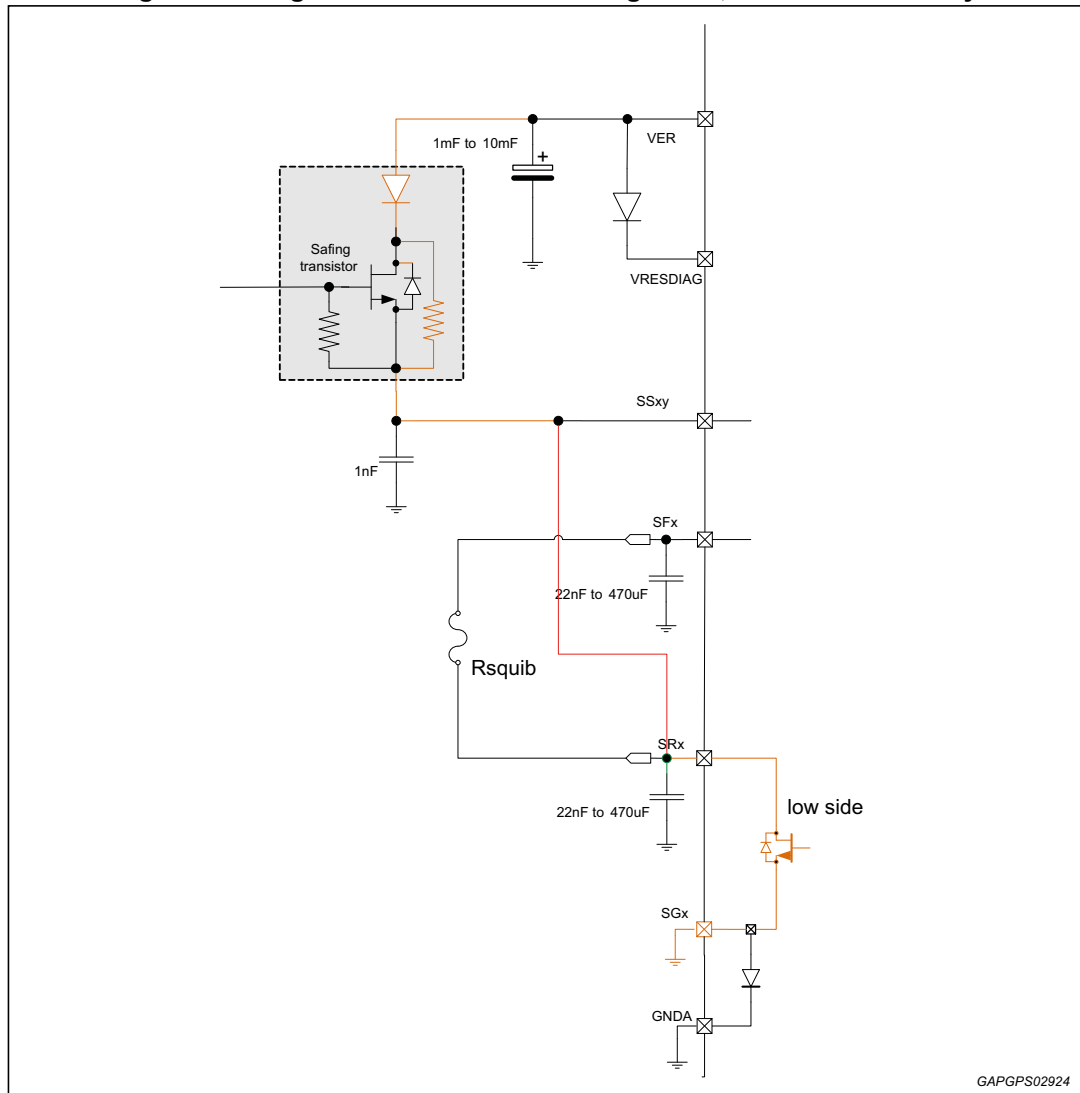 1mF to 10mF
+
VER
Safing
transistor
VRESDIAG
SSxy
1nF
SFx
22nF to 470uF
Rsquib
SRx
22nF to 470uF
low side
SGx
GNDA
GAPGPS02924